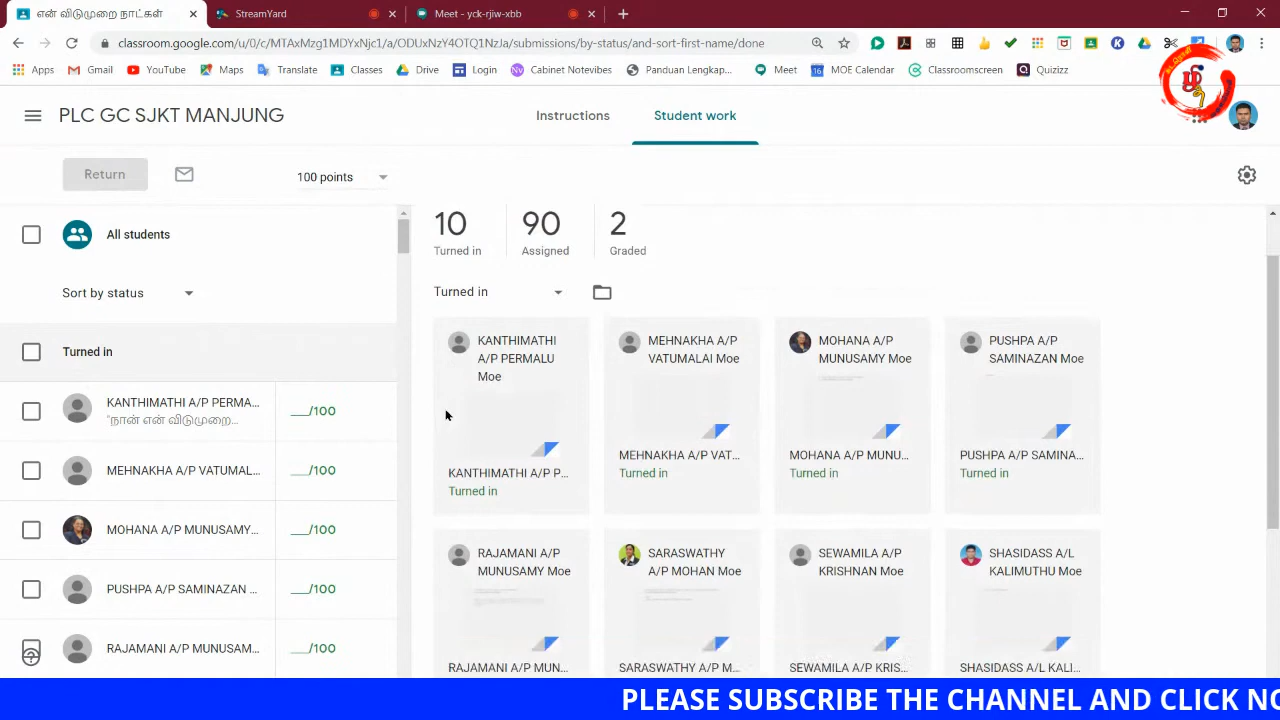 என் விடுமுறை நாட்கள்
StreamYard
Meet - yck-rjiw-xbb
classroom.google.com/u/0/c/MTAxMzg1MDYxNjc1/a/ODUxNzY4OTQ1NTla/submissions/by-status/and-sort-first-name/done
Apps
Gmail
YouTube
Maps
Translate
Classes
Drive
Cabinet Notevibes
Panduan Lengkap...
Meet
MOE Calendar
Classroomscreen
Quizizz
PLC GC SJKT MANJUNG
Instructions
Student work
Return
100 points
All students
10
90
2
Turned in
Assigned
Graded
Sort by status
Turned in
Turned in
KANTHIMATHI A/P PERMA...
"நான் என் விடுமுறை...
___/100
MEHNAKHA A/P VATUMAL...
___/100
MOHANA A/P MUNUSAMY...
___/100
PUSHPA A/P SAMINAZAN ...
___/100
RAJAMANI A/P MUNUSAM...
___/100
KANTHIMATHI
A/P PERMALU
Moe
KANTHIMATHI A/P P...
Turned in
MEHNAKHA A/P
VATUMALAI Moe
MEHNAKHA A/P VAT...
Turned in
MOHANA A/P
MUNUSAMY Moe
MOHANA A/P MUNU...
Turned in
PUSHPA A/P
SAMINAZAN Moe
PUSHPA A/P SAMINA...
Turned in
RAJAMANI A/P
MUNUSAMY Moe
RAJAMANI A/P MUN...
SARASWATHY
A/P MOHAN Moe
SARASWATHY A/P M...
SEWAMILA A/P
KRISHNAN Moe
SEWAMILA A/P KRIS...
SHASIDASS A/L
KALIMUTHU Moe
SHASIDASS A/L KALI...
PLEASE SUBSCRIBE THE CHANNEL AND CLICK NO